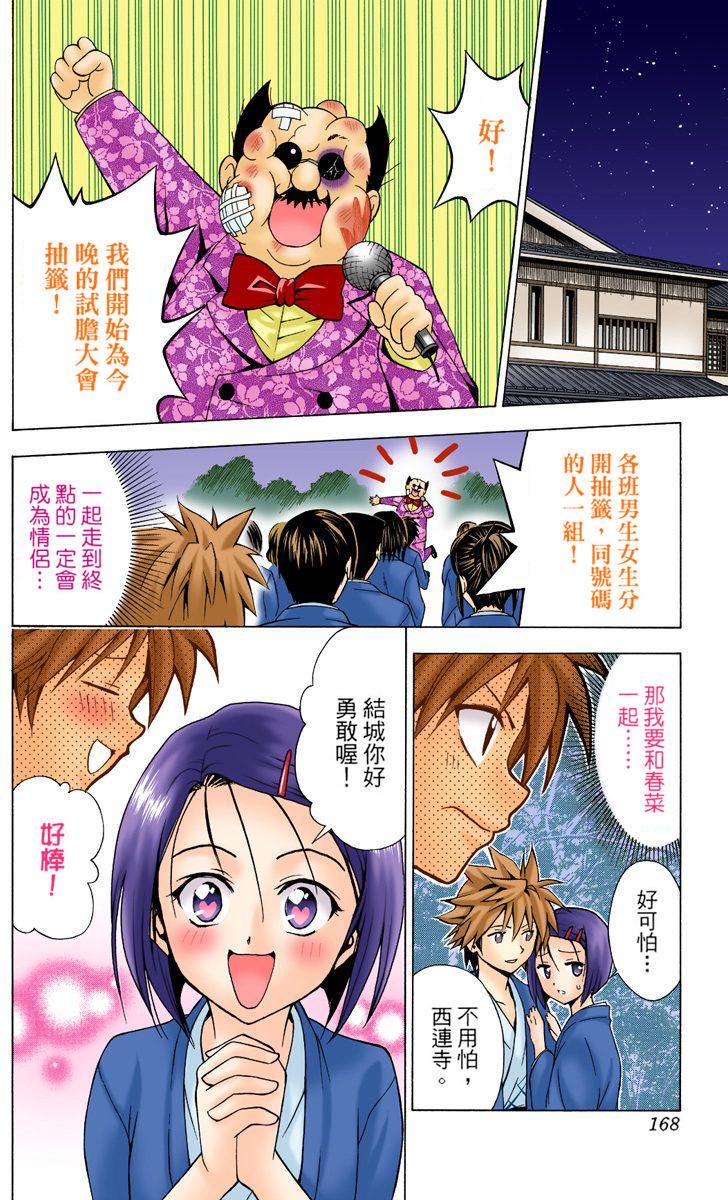 好！
我們開始為今
晚的試膽大會
抽籤！
各班男生女生分
開抽籤，同號碼
的人一組！
一起走到終
點的一定會
成為情侶…
那我要和春菜
一起……
好可怕…
不用怕，
西連寺。
結城你好
勇敢喔！
好棒！
168